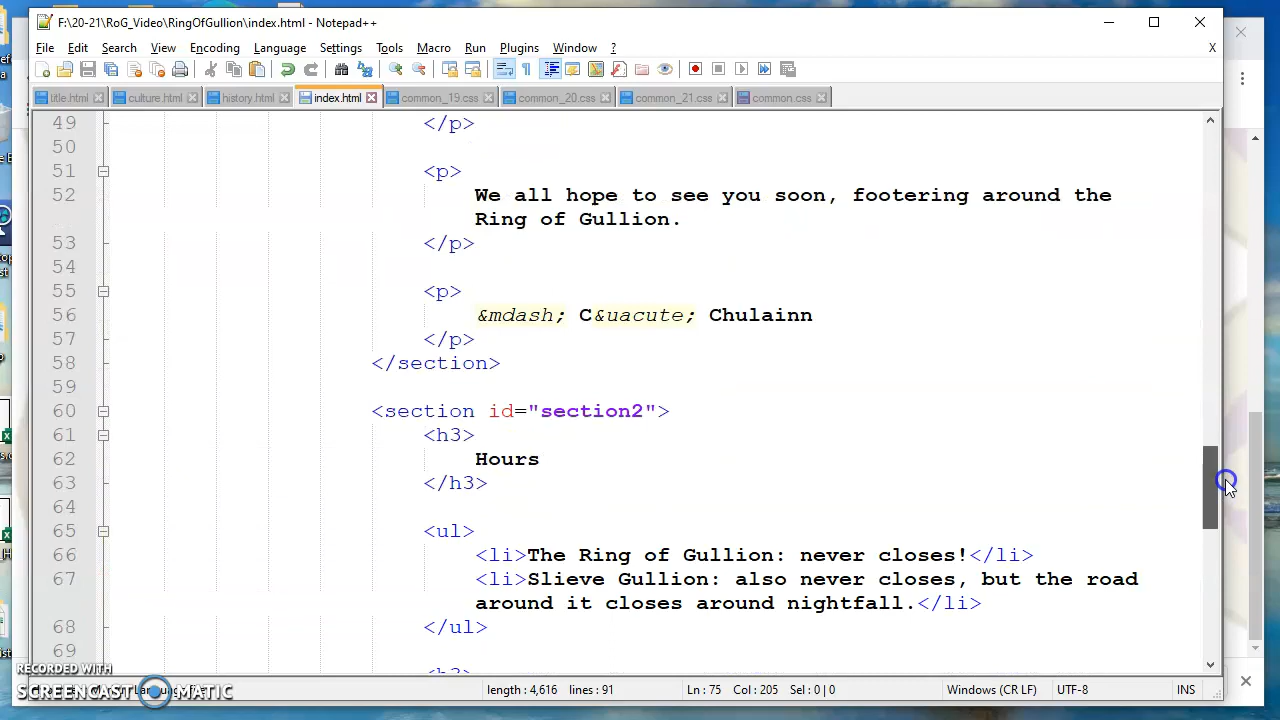 F:\20-21\RoG_Video\RingOfGullion\index.html - Notepad++
File Edit Search View Encoding Language Settings Tools Macro Run Plugins Window ? X
title.html culture.html history.html index.html common_19.css common_20.css common_21.css common.css
49 </p>
50
51 <p>
52 We all hope to see you soon, footering around the
Ring of Gullion.
53 </p>
54
55 <p>
56 &mdash; C&uacute; Chulainn
57 </p>
58 </section>
59
60 <section id="section2">
61 <h3>
62 Hours
63 </h3>
64
65 <ul>
66 <li>The Ring of Gullion: never closes!</li>
67 <li>Slieve Gullion: also never closes, but the road
around it closes around nightfall.</li>
68 </ul>
69
RECORDED WITH
SCREENCAST MATIC
length : 4,616 lines : 91 Ln : 75 Col : 205 Sel : 0 | 0 Windows (CR LF) UTF-8 INS